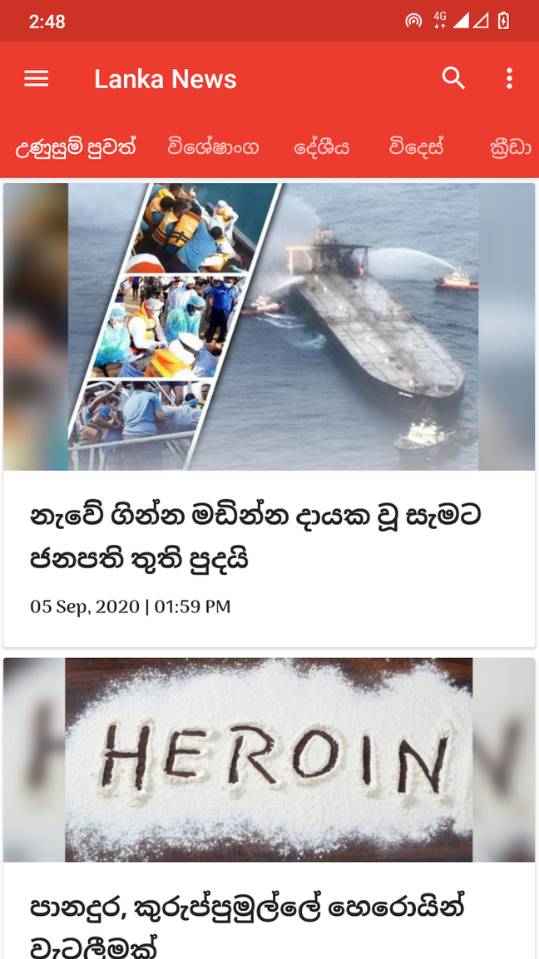 2:48
4G
Lanka News
උණුසුම් පුවත් විශේෂාංග දේශීය විදෙස් ක්‍රීඩා
නැවේ ගින්න මඩින්න දායක වූ සැමට
ජනපති තුති පුදයි
05 Sep, 2020 | 01:59 PM
HEROIN
පානදුර, කුරුප්පුමුල්ලේ හෙරොයින්
වැටලීමක්